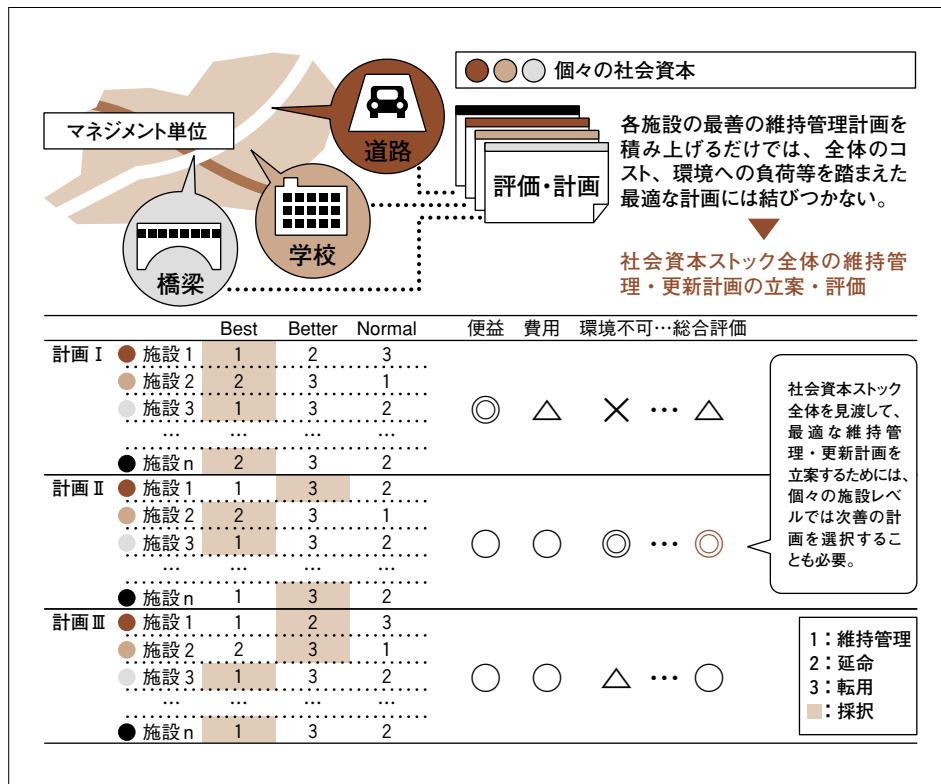 個々の社会資本
マネジメント単位
道路
学校
橋梁
評価・計画
各施設の最善の維持管理計画を
積み上げるだけでは、全体のコ
スト、環境への負荷等を踏まえた
最適な計画には結びつかない。
社会資本ストック全体の維持管
理・更新計画の立案・評価
Best Better Normal 便益 費用 環境不可…総合評価
計画Ⅰ 施設1 1 2 3
施設2 2 3 1
施設3 1 3 2
… … … …
施設n 2 3 2
◎ △ × … △
計画Ⅱ 施設1 1 3 2
施設2 2 3 1
施設3 1 3 2
… … … …
施設n 1 3 2
○ ○ ◎ … ◎
計画Ⅲ 施設1 1 2 3
施設2 2 3 1
施設3 1 3 2
… … … …
施設n 1 3 2
○ ○ △ … ○
社会資本ストック
全体を見渡して、
最適な維持管
理・更新計画を
立案するためには、
個々の施設レベ
ルでは次善の計
画を選択するこ
とも必要。
1：維持管理
2：延命
3：転用
：採択